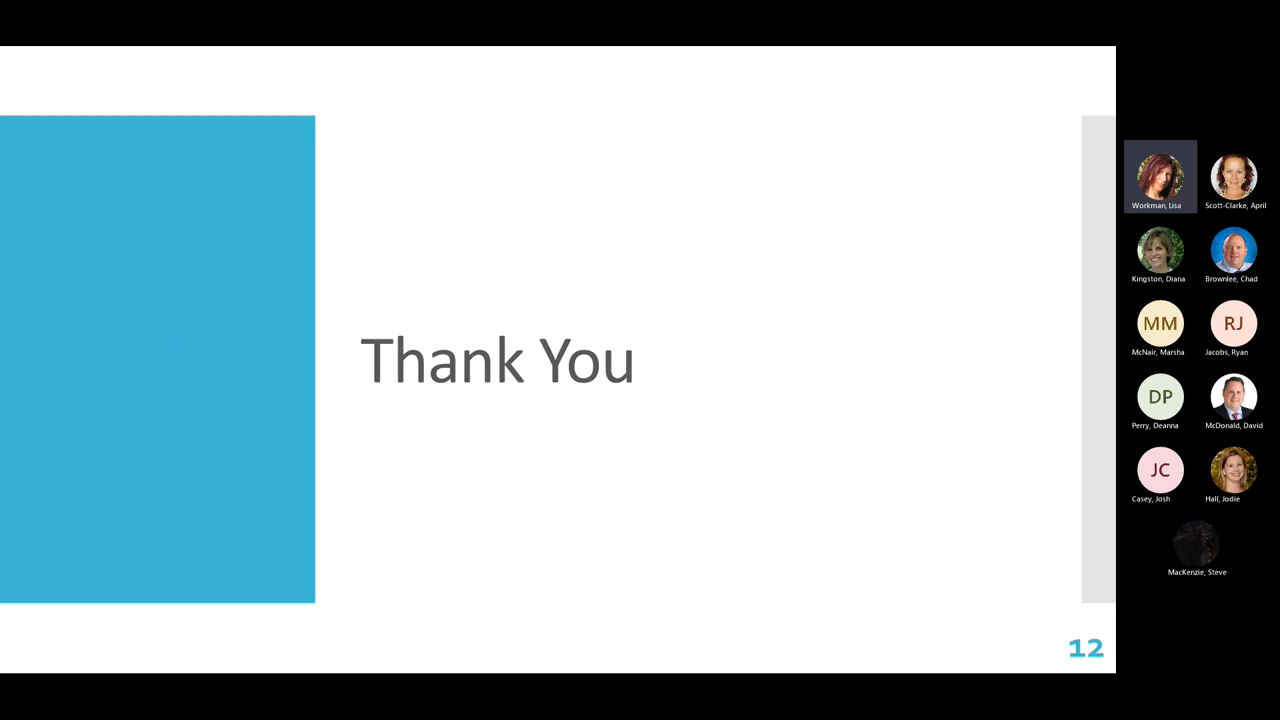 Thank You
12
Workman, Lisa
Scott-Clarke, April
Kingston, Diana
Brownlee, Chad
MM
RJ
McNair, Marsha
Jacobs, Ryan
DP
Perry, Deanna
McDonald, David
JC
Casey, Josh
Hall, Jodie
MacKenzie, Steve